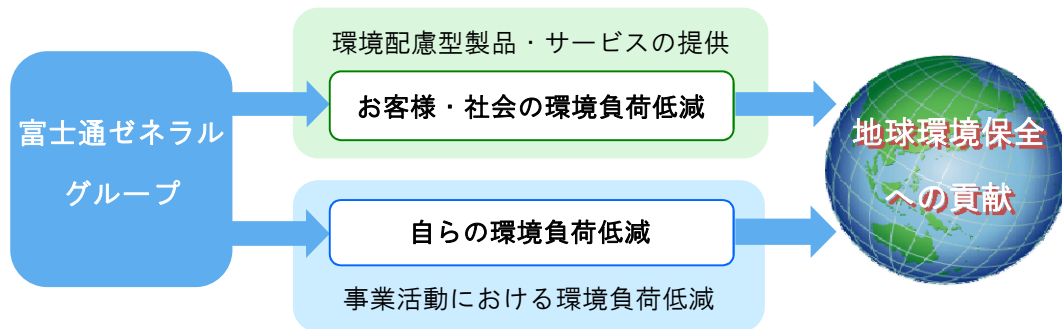 富士通ゼネラル
グループ
環境配慮型製品・サービスの提供
お客様・社会の環境負荷低減
自らの環境負荷低減
事業活動における環境負荷低減
地球環境保全
への貢献